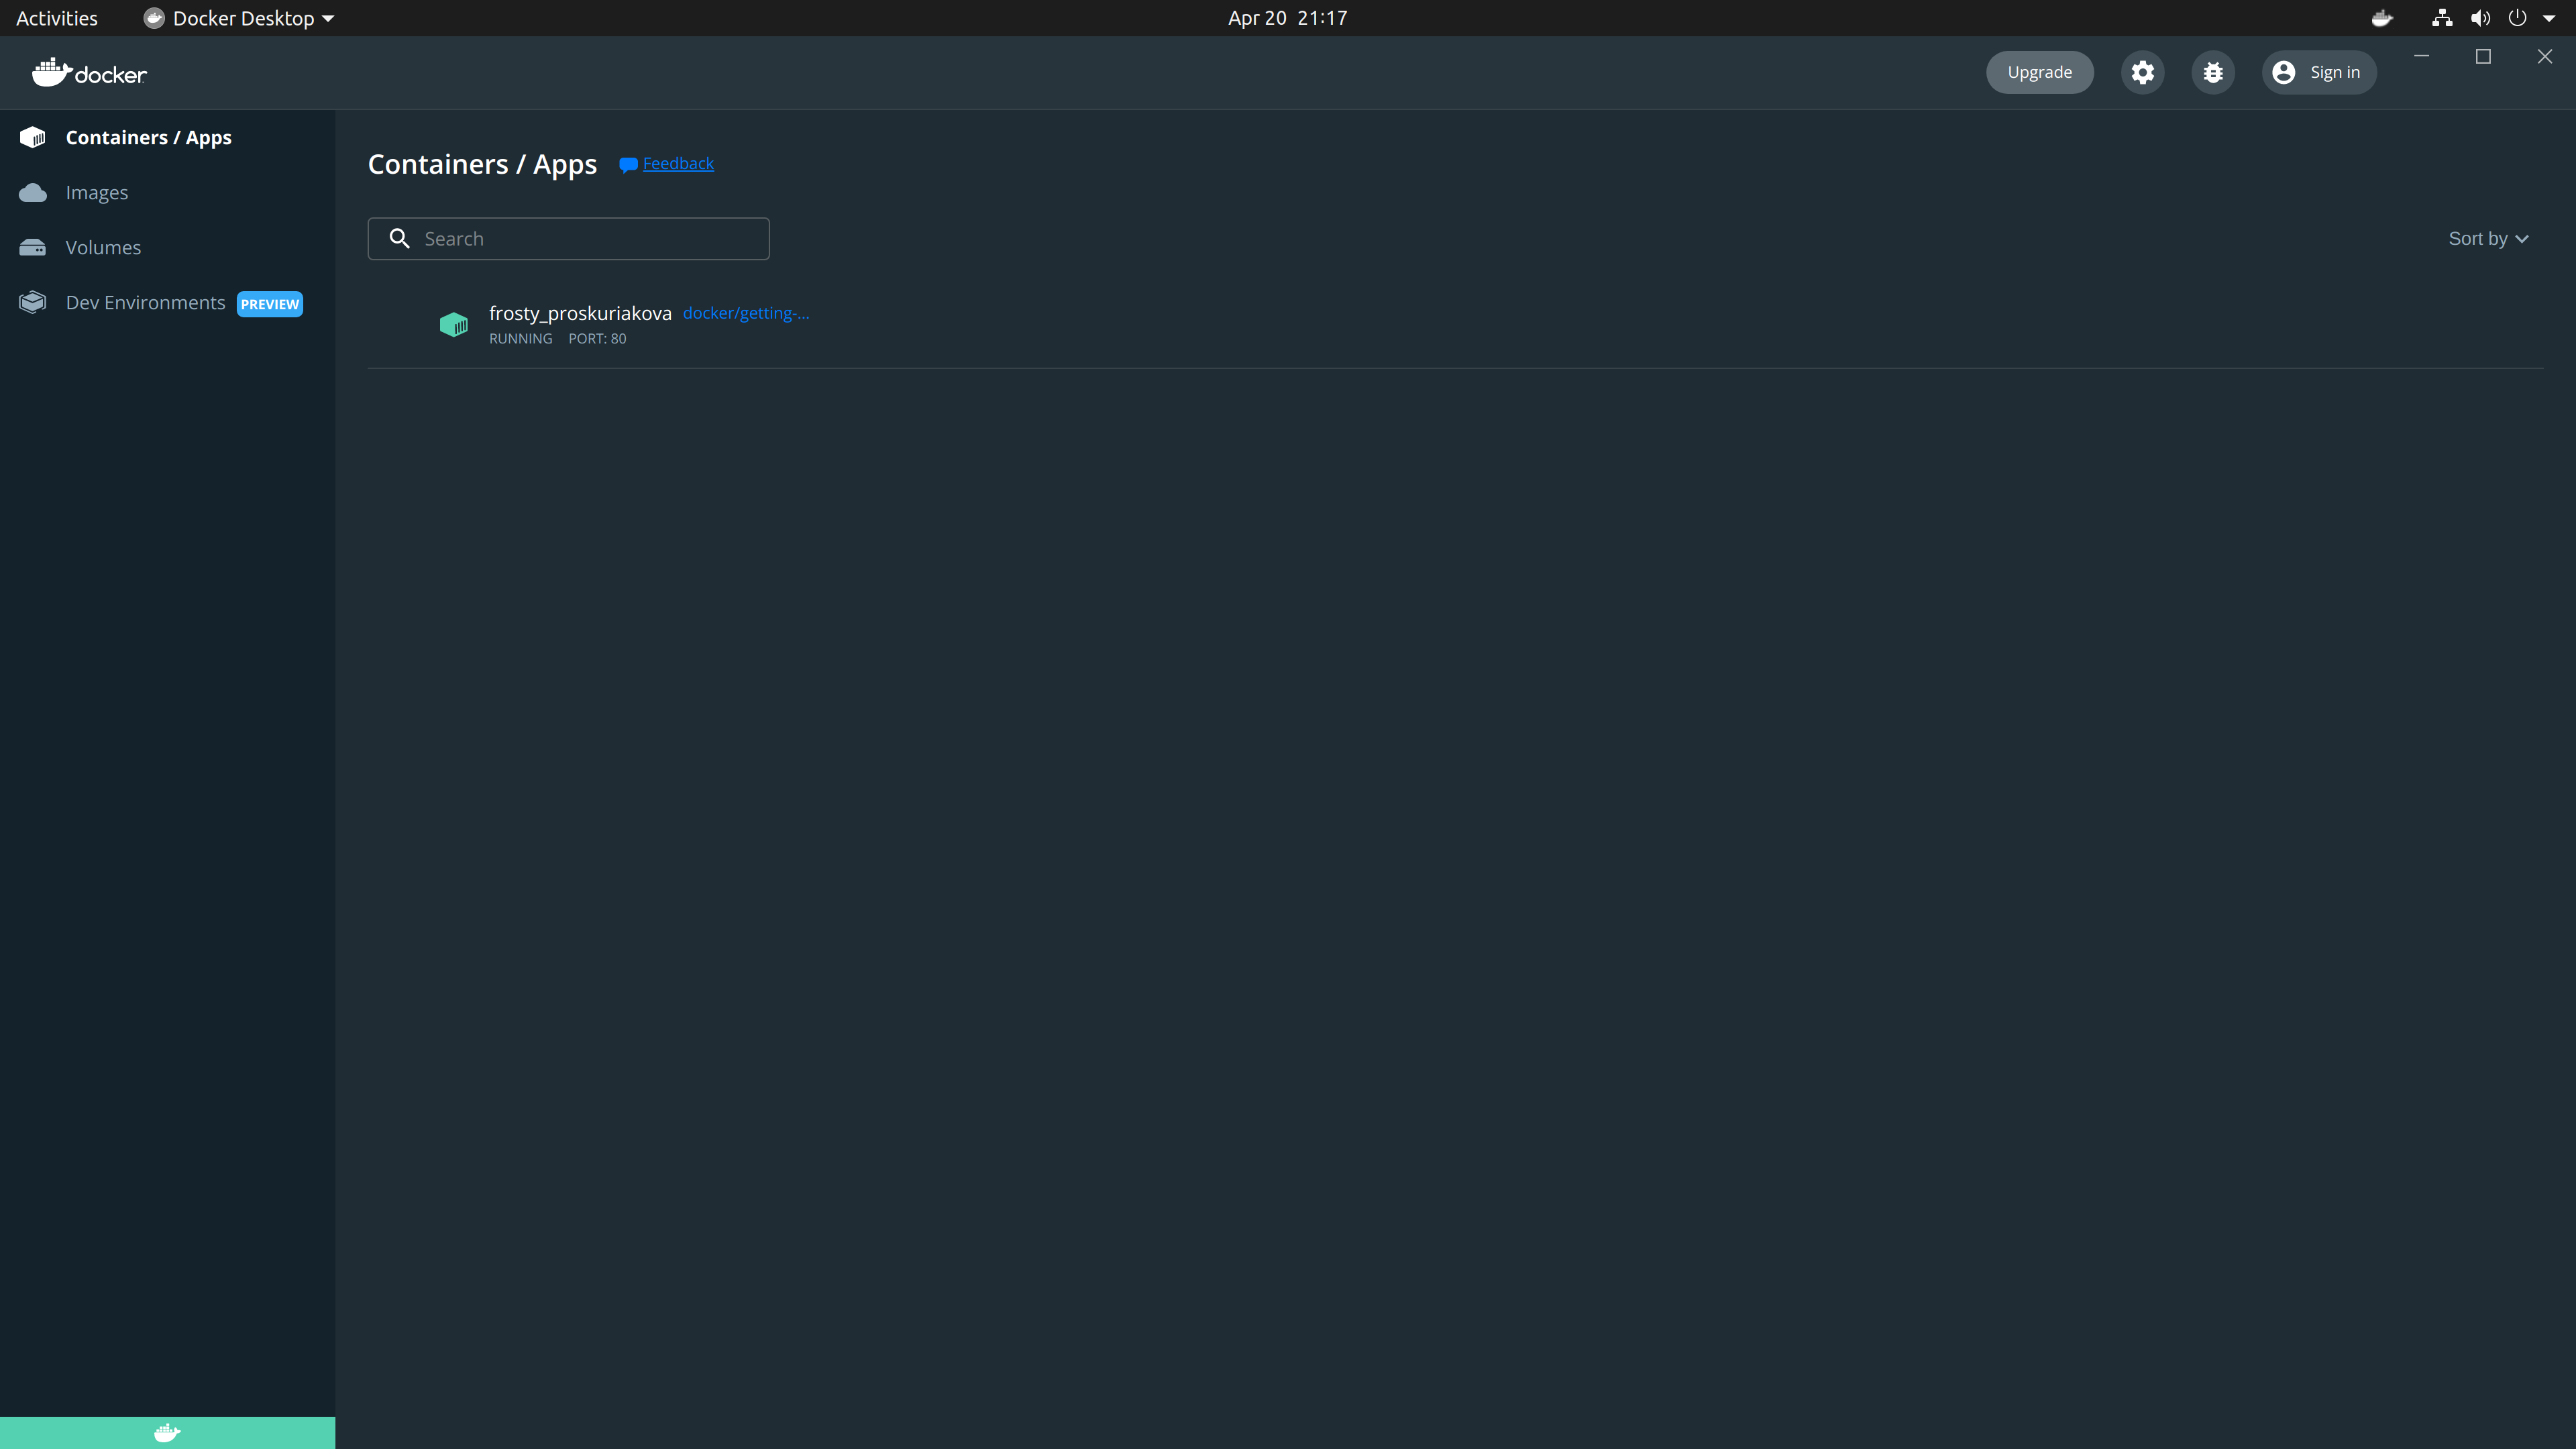 Activities
Docker Desktop
Apr 20 21:17
docker
Upgrade
Sign in
Containers / Apps
Images
Volumes
Dev Environments PREVIEW
Containers / Apps
Feedback
Search
Sort by
frosty_proskuriakova docker/getting-...
RUNNING PORT: 80